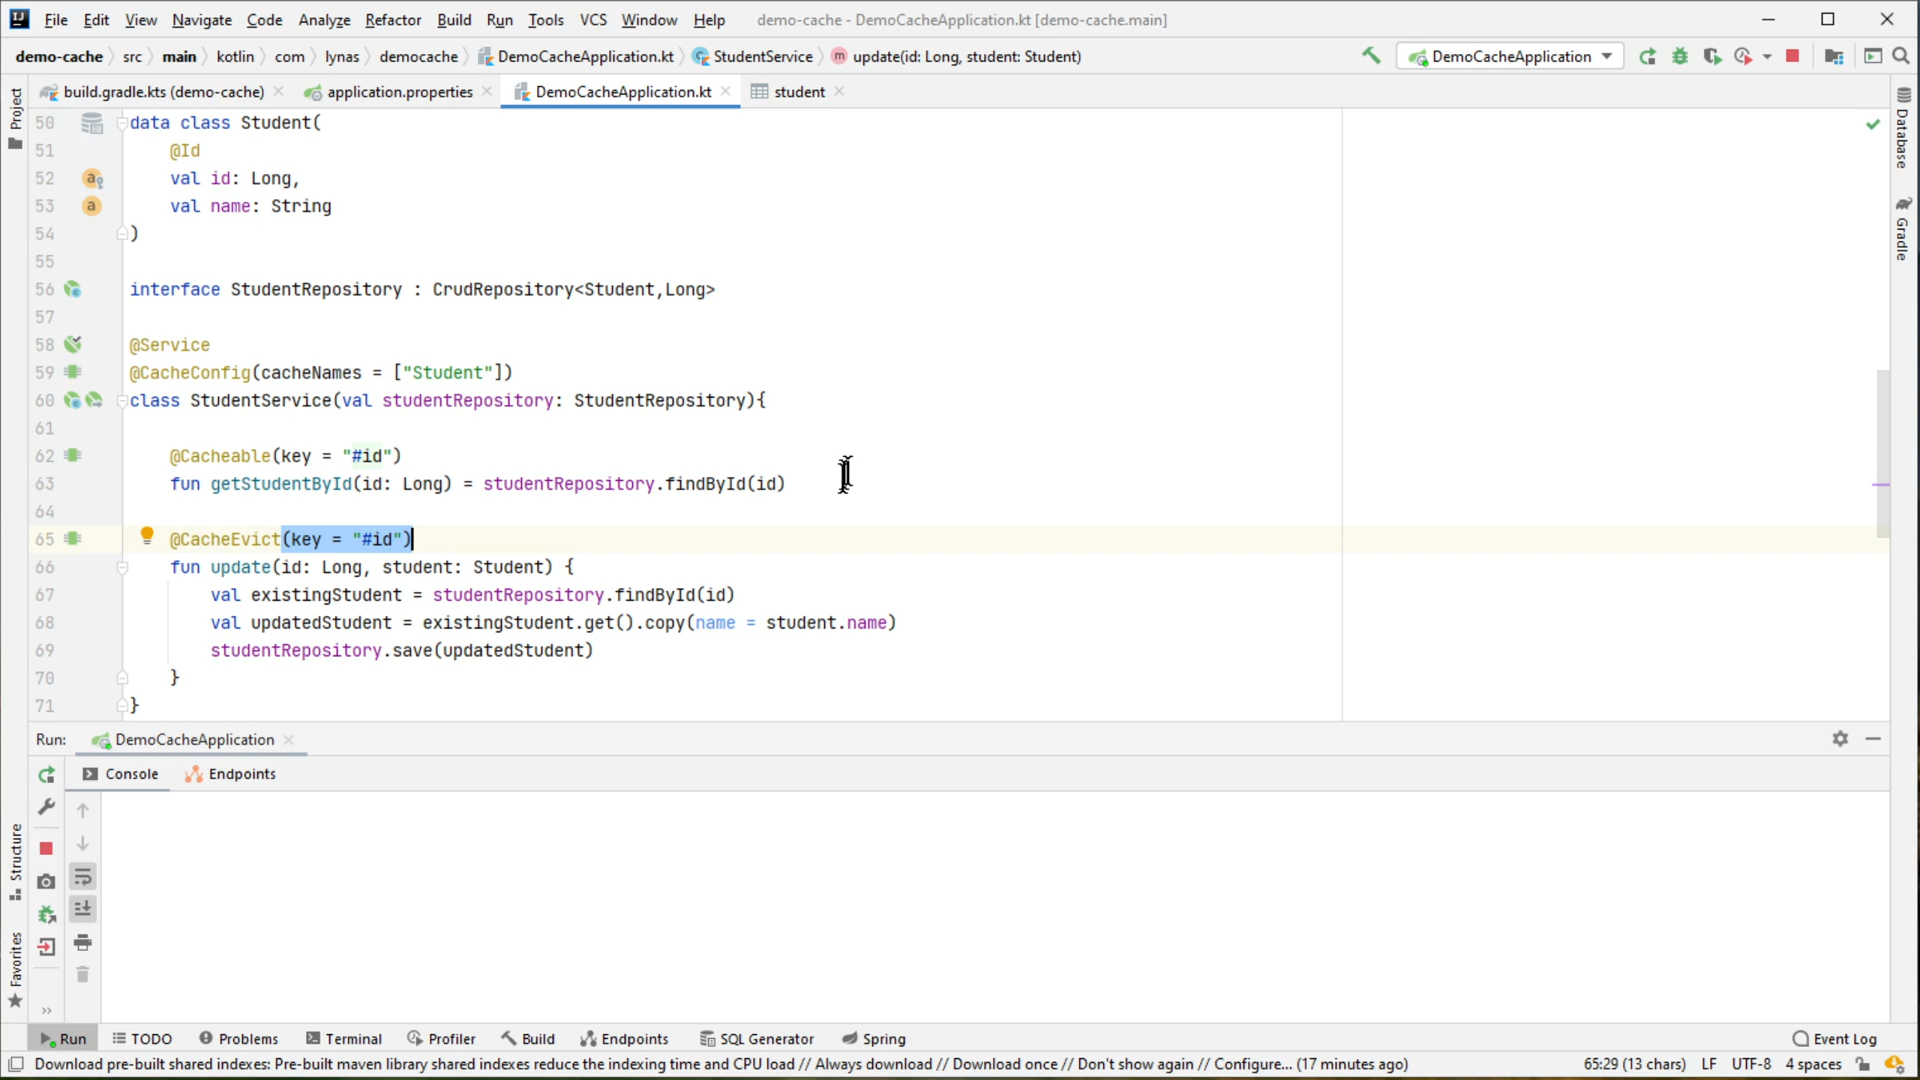 File Edit View Navigate Code Analyze Refactor Build Run Tools VCS Window Help demo-cache - DemoCacheApplication.kt [demo-cache.main]
demo-cache src main kotlin com lynas democache DemoCacheApplication.kt StudentService m update(id: Long, student: Student) DemoCacheApplication
build.gradle.kts (demo-cache) application.properties DemoCacheApplication.kt student
Project
Structure
Favorites
Database
Gradle
50 data class Student(
51 @Id
52 a val id: Long,
53 a val name: String
54 )
55
56 interface StudentRepository : CrudRepository<Student,Long>
57
58 @Service
59 @CacheConfig(cacheNames = ["Student"])
60 class StudentService(val studentRepository: StudentRepository){
61
62 @Cacheable(key = "#id")
63 fun getStudentById(id: Long) = studentRepository.findById(id)
64
65 @CacheEvict(key = "#id")
66 fun update(id: Long, student: Student) {
67 val existingStudent = studentRepository.findById(id)
68 val updatedStudent = existingStudent.get().copy(name = student.name)
69 studentRepository.save(updatedStudent)
70 }
71 }
Run: DemoCacheApplication
Console Endpoints
Run TODO Problems Terminal Profiler Build Endpoints SQL Generator Spring Event Log
Download pre-built shared indexes: Pre-built maven library shared indexes reduce the indexing time and CPU load // Always download // Download once // Don't show again // Configure... (17 minutes ago) 65:29 (13 chars) LF UTF-8 4 spaces